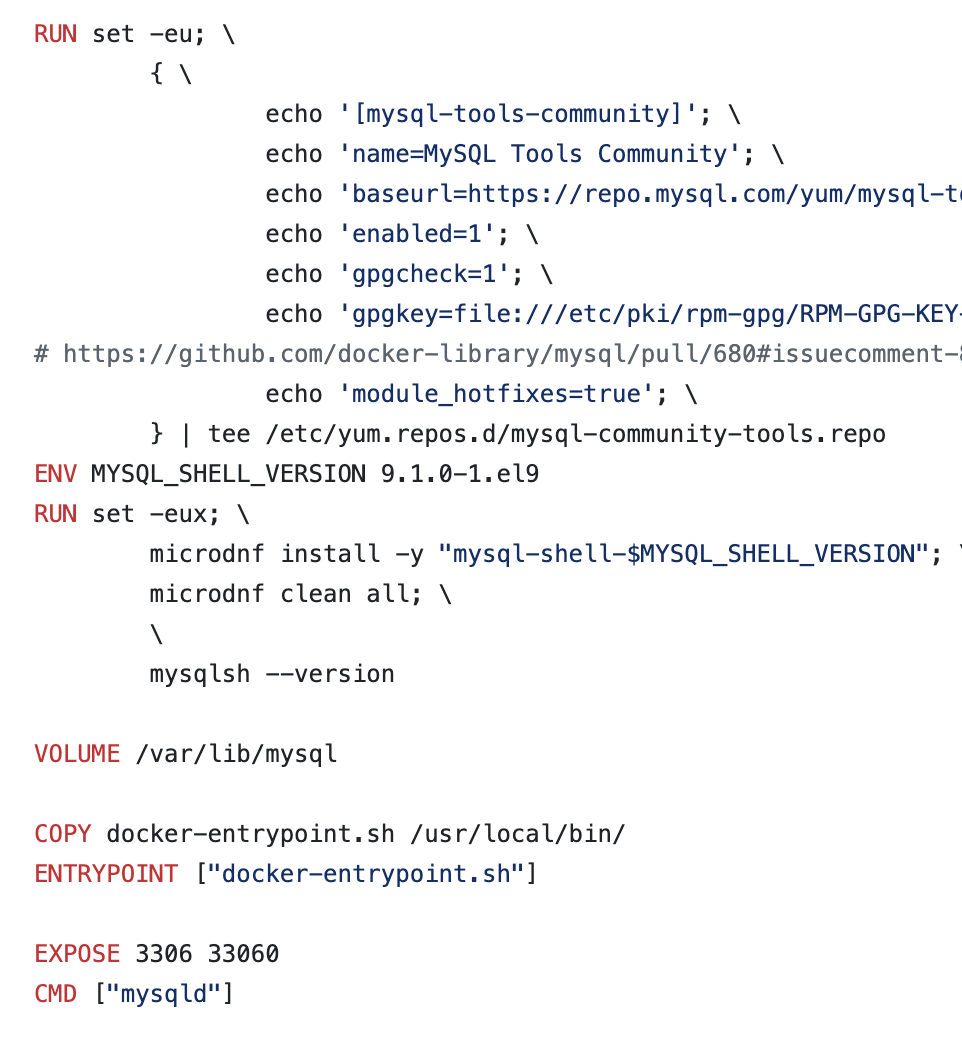 RUN set -eu; \
{ \
echo '[mysql-tools-community]'; \
echo 'name=MySQL Tools Community'; \
echo 'baseurl=https://repo.mysql.com/yum/mysql-t
echo 'enabled=1'; \
echo 'gpgcheck=1'; \
echo 'gpgkey=file:///etc/pki/rpm-gpg/RPM-GPG-KEY-
# https://github.com/docker-library/mysql/pull/680#issuecomment-8
echo 'module_hotfixes=true'; \
} | tee /etc/yum.repos.d/mysql-community-tools.repo
ENV MYSQL_SHELL_VERSION 9.1.0-1.el9
RUN set -eux; \
microdnf install -y "mysql-shell-$MYSQL_SHELL_VERSION"; \
microdnf clean all; \
\
mysqlsh --version
VOLUME /var/lib/mysql
COPY docker-entrypoint.sh /usr/local/bin/
ENTRYPOINT ["docker-entrypoint.sh"]
EXPOSE 3306 33060
CMD ["mysqld"]